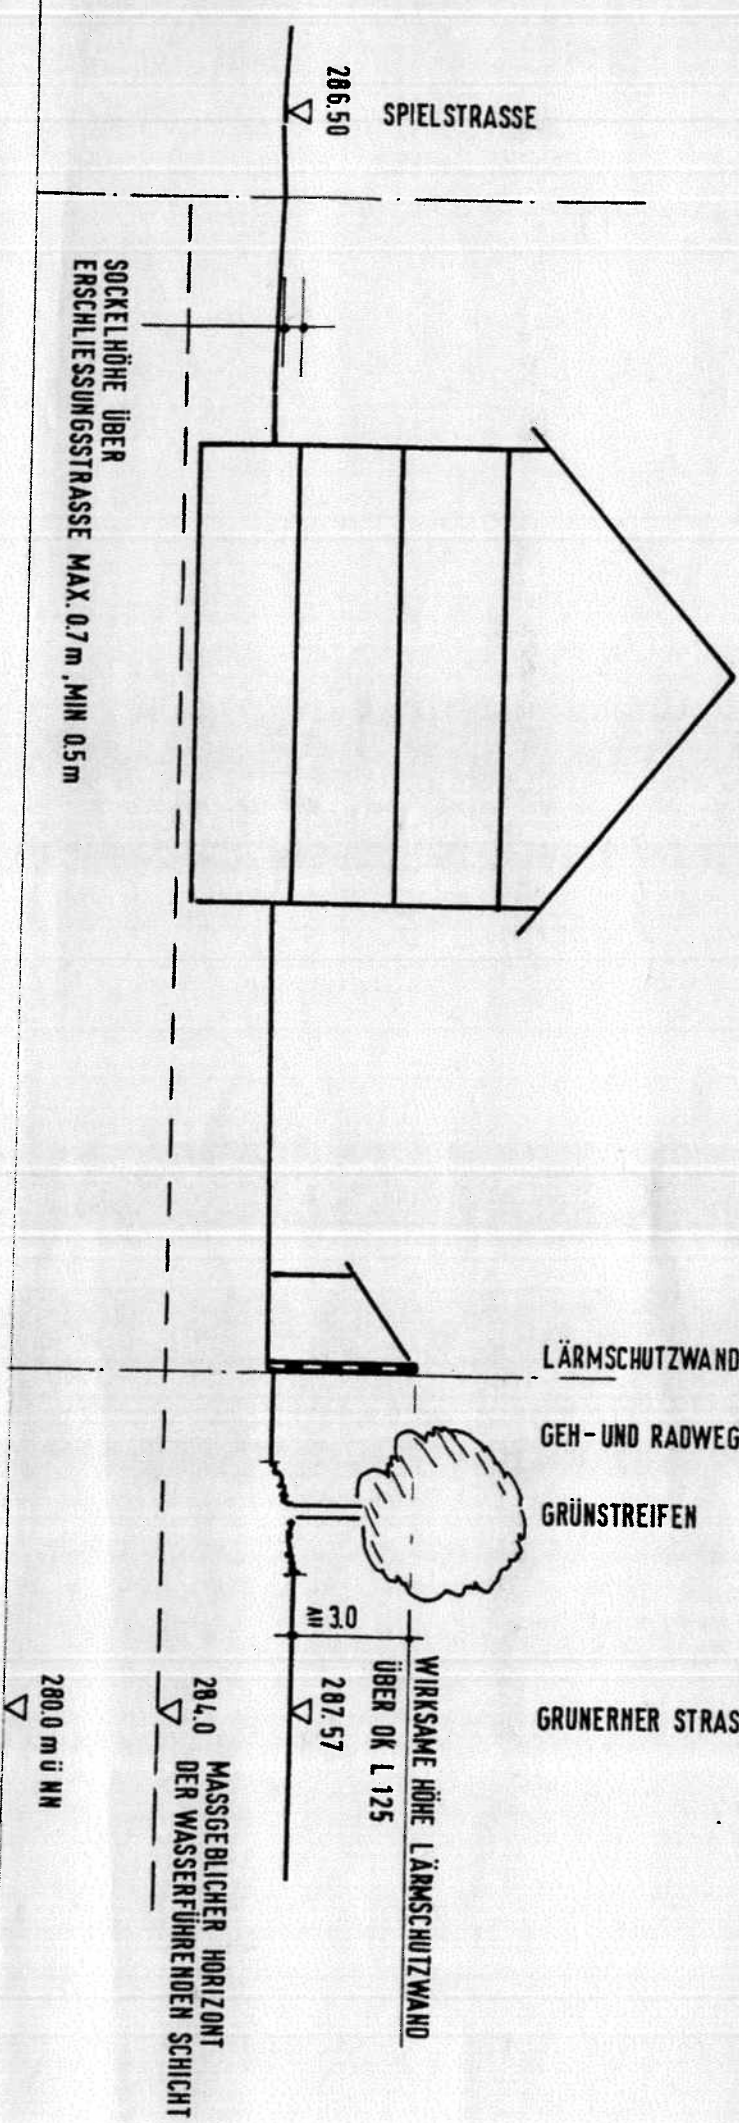 SPIELSTRASSE
286.50
SOCKELHÖHE ÜBER
ERSCHLIESSUNGSSTRASSE MAX. 0.7 m , MIN 0.5 m
LÄRMSCHUTZWAND
GEH- UND RADWEG
GRÜNSTREIFEN
GRUNERNER STRAS
WIRKSAME HÖHE LÄRMSCHUTZWAND
ÜBER OK L 125
≥ 3.0
287.57
284.0 MASSGEBLICHER HORIZONT
DER WASSERFÜHRENDEN SCHICHT
280.0 m ü NN